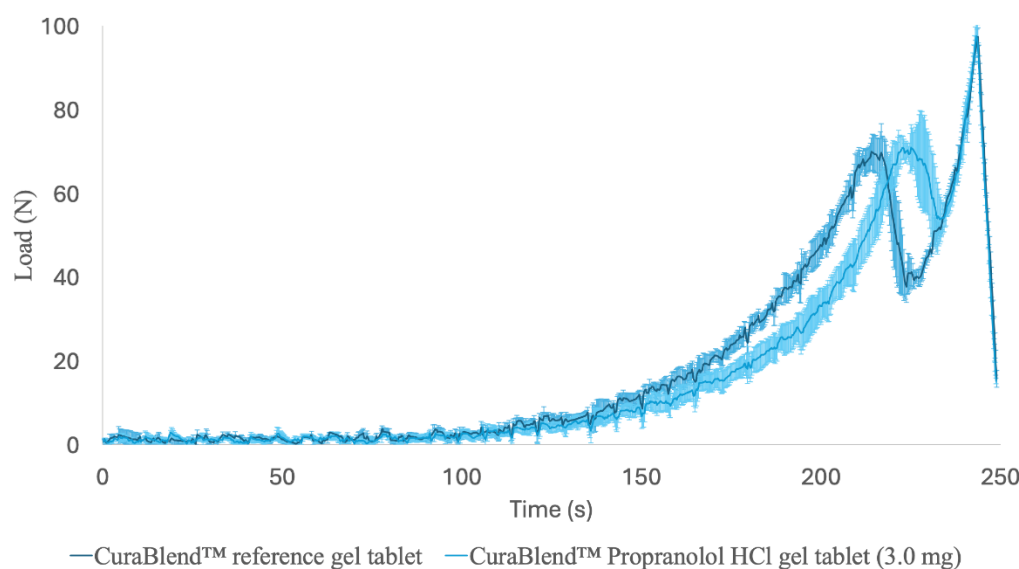 100
80
60
40
20
0
Load (N)
0 50 100 150 200 250
Time (s)
CuraBlend™ reference gel tablet CuraBlend™ Propranolol HCl gel tablet (3.0 mg)